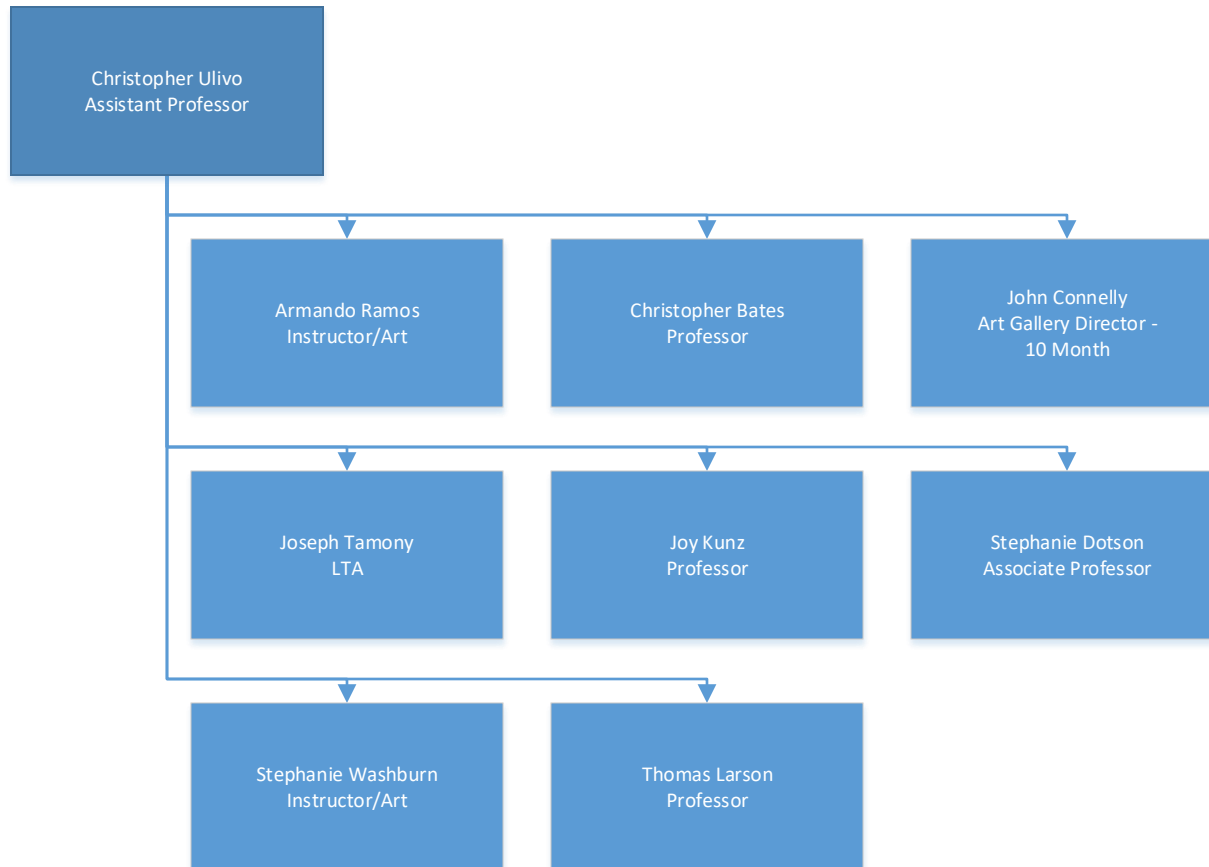 Christopher Ulivo
Assistant Professor
Armando Ramos
Instructor/Art
Christopher Bates
Professor
John Connelly
Art Gallery Director -
10 Month
Joseph Tamony
LTA
Joy Kunz
Professor
Stephanie Dotson
Associate Professor
Stephanie Washburn
Instructor/Art
Thomas Larson
Professor